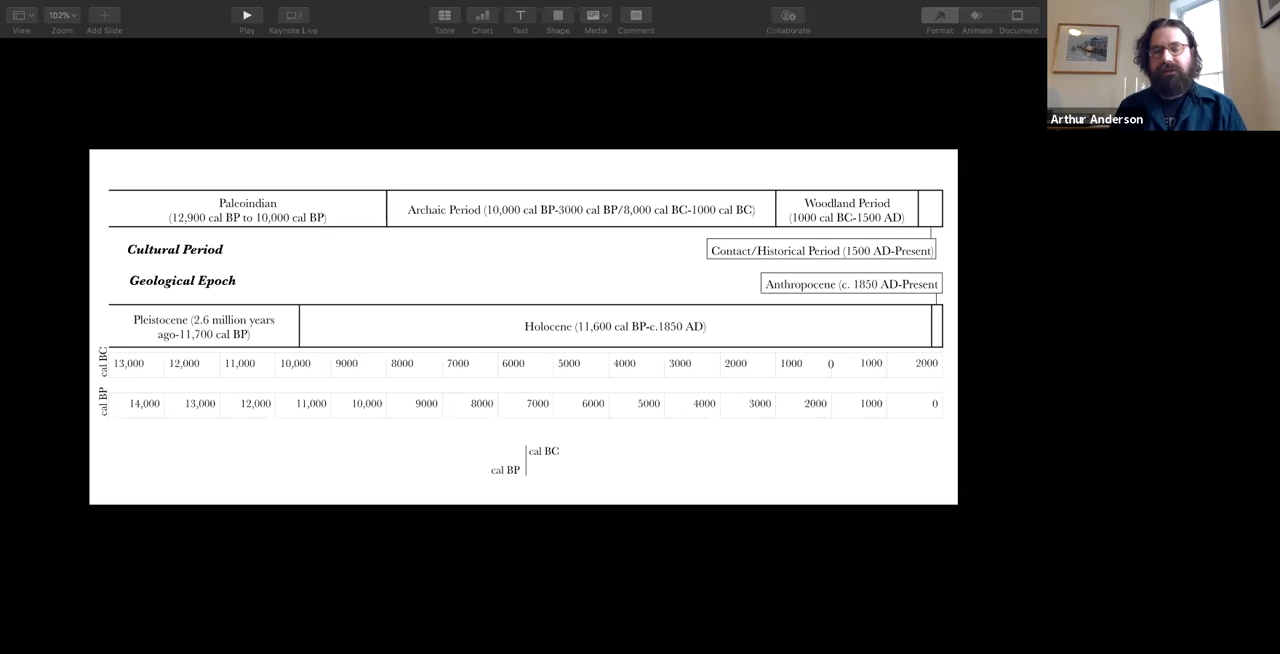 102%
View
Zoom
Add Slide
Play
Keynote Live
Table
Chart
Text
Shape
Media
Comment
Collaborate
Format
Animate
Document
Arthur Anderson
Paleoindian
(12,900 cal BP to 10,000 cal BP)
Archaic Period (10,000 cal BP-3000 cal BP/8,000 cal BC-1000 cal BC)
Woodland Period
(1000 cal BC-1500 AD)
Cultural Period
Contact/Historical Period (1500 AD-Present)
Geological Epoch
Anthropocene (c. 1850 AD-Present
Pleistocene (2.6 million years
ago-11,700 cal BP)
Holocene (11,600 cal BP-c.1850 AD)
cal BC
13,000 12,000 11,000 10,000 9000 8000 7000 6000 5000 4000 3000 2000 1000 0 1000 2000
cal BP
14,000 13,000 12,000 11,000 10,000 9000 8000 7000 6000 5000 4000 3000 2000 1000 0
cal BC
cal BP